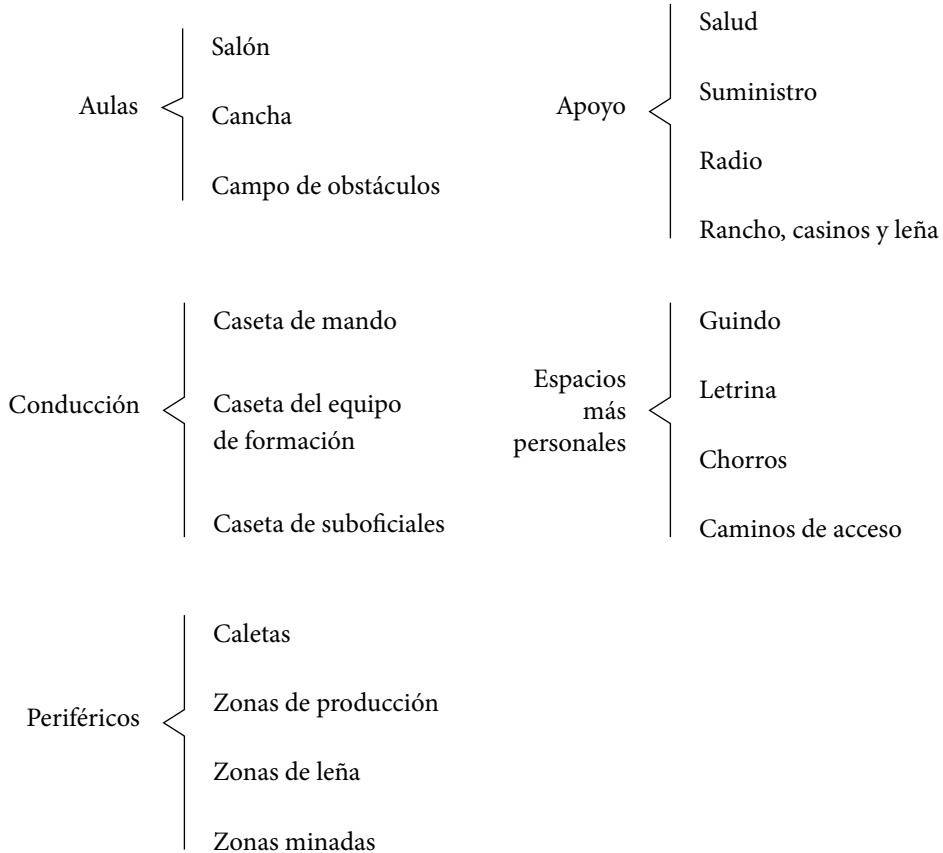 Aulas
Salón
Cancha
Campo de obstáculos
Apoyo
Salud
Suministro
Radio
Rancho, casinos y leña
Conducción
Caseta de mando
Caseta del equipo
de formación
Caseta de suboficiales
Espacios
más
personales
Guindo
Letrina
Chorros
Caminos de acceso
Periféricos
Caletas
Zonas de producción
Zonas de leña
Zonas minadas